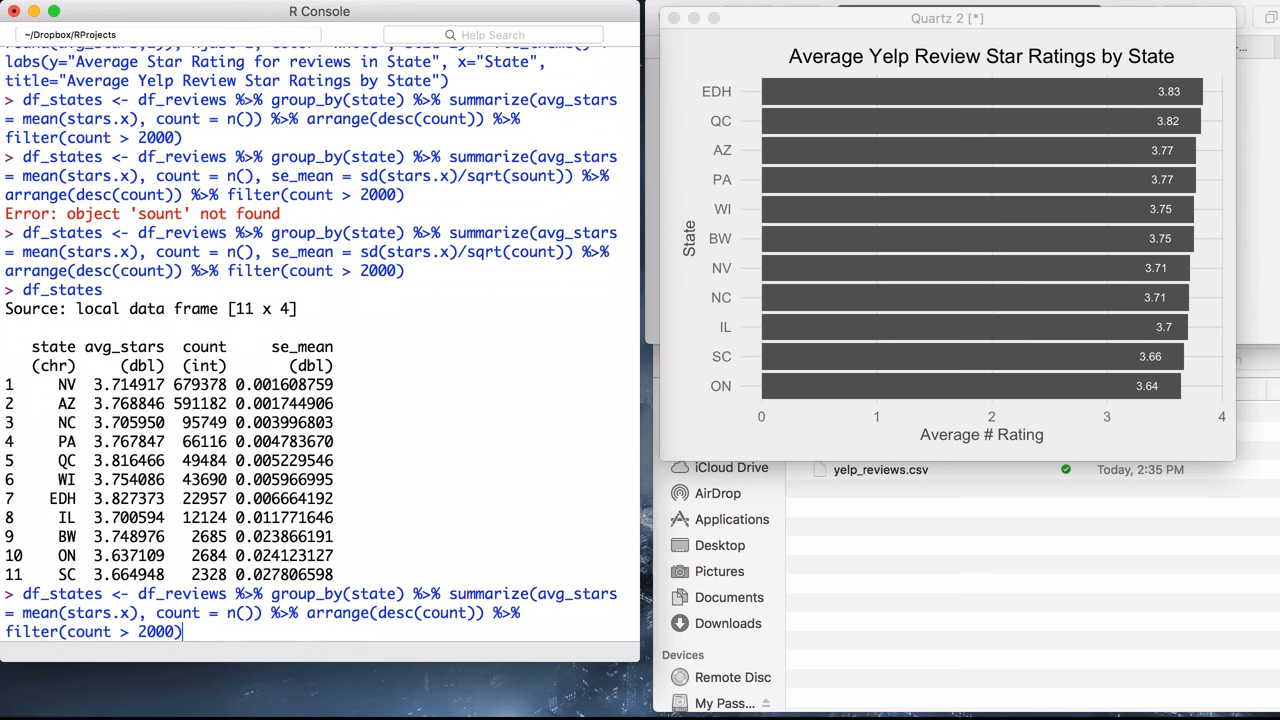 R Console
~/Dropbox/RProjects
Help Search
labs(y="Average Star Rating for reviews in State", x="State",
title="Average Yelp Review Star Ratings by State")
> df_states <- df_reviews %>% group_by(state) %>% summarize(avg_stars
= mean(stars.x), count = n()) %>% arrange(desc(count)) %>%
filter(count > 2000)
> df_states <- df_reviews %>% group_by(state) %>% summarize(avg_stars
= mean(stars.x), count = n(), se_mean = sd(stars.x)/sqrt(sount)) %>%
arrange(desc(count)) %>% filter(count > 2000)
Error: object 'sount' not found
> df_states <- df_reviews %>% group_by(state) %>% summarize(avg_stars
= mean(stars.x), count = n(), se_mean = sd(stars.x)/sqrt(count)) %>%
arrange(desc(count)) %>% filter(count > 2000)
> df_states
Source: local data frame [11 x 4]
state avg_stars count se_mean
(chr) (dbl) (int) (dbl)
1 NV 3.714917 679378 0.001608759
2 AZ 3.768846 591182 0.001744906
3 NC 3.705950 95749 0.003996803
4 PA 3.767847 66116 0.004783670
5 QC 3.816466 49484 0.005229546
6 WI 3.754086 43690 0.005966995
7 EDH 3.827373 22957 0.006664192
8 IL 3.700594 12124 0.011771646
9 BW 3.748976 2685 0.023866191
10 ON 3.637109 2684 0.024123127
11 SC 3.664948 2328 0.027806598
> df_states <- df_reviews %>% group_by(state) %>% summarize(avg_stars
= mean(stars.x), count = n()) %>% arrange(desc(count)) %>%
filter(count > 2000)
Quartz 2 [*]
Average Yelp Review Star Ratings by State
State
EDH 3.83
QC 3.82
AZ 3.77
PA 3.77
WI 3.75
BW 3.75
NV 3.71
NC 3.71
IL 3.7
SC 3.66
ON 3.64
0 1 2 3 4
Average # Rating
iCloud Drive
AirDrop
Applications
Desktop
Pictures
Documents
Downloads
Devices
Remote Disc
My Pass...
yelp_reviews.csv Today, 2:35 PM